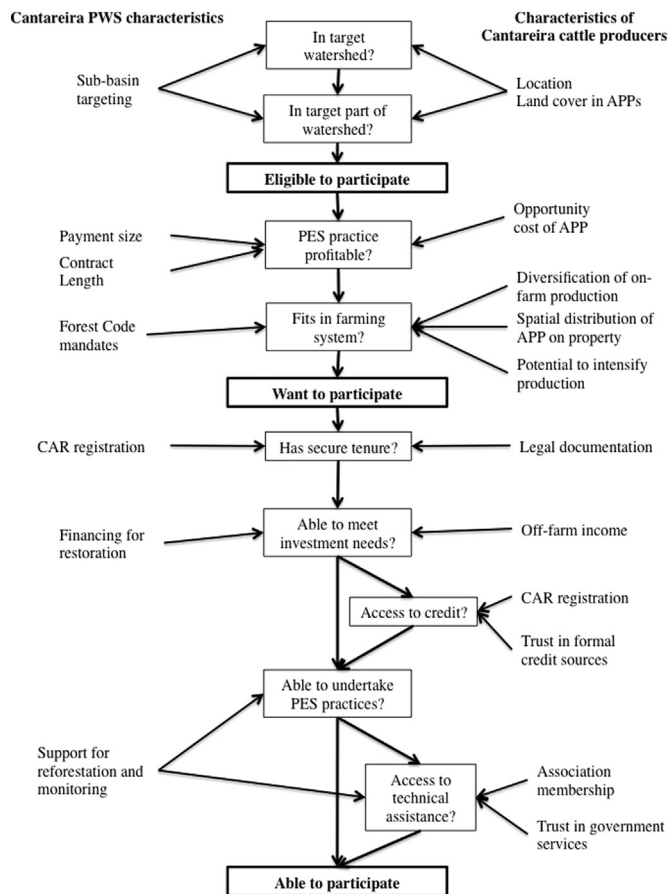 Cantareira PWS characteristics
Characteristics of
Cantareira cattle producers
In target
watershed?
Sub-basin
targeting
Location
Land cover in APPs
In target part of
watershed?
Eligible to participate
Payment size
Contract
Length
PES practice
profitable?
Opportunity
cost of APP
Forest Code
mandates
Fits in farming
system?
Diversification of on-
farm production
Spatial distribution of
APP on property
Potential to intensify
production
Want to participate
CAR registration
Has secure tenure?
Legal documentation
Financing for
restoration
Able to meet
investment needs?
Off-farm income
Access to credit?
CAR registration
Trust in formal
credit sources
Able to undertake
PES practices?
Support for
reforestation and
monitoring
Access to
technical
assistance?
Association
membership
Trust in government
services
Able to participate